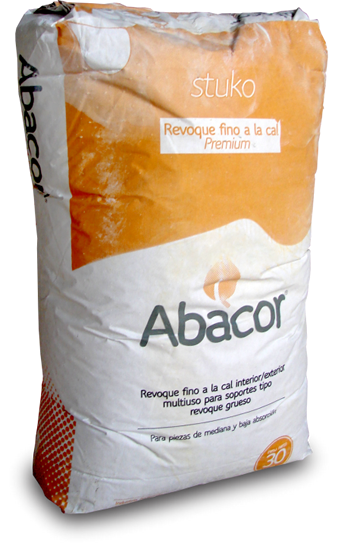 stuko
Revoque fino a la cal
Premium
Abacor
Abacor
Revoque fino a la cal interior/exterior
multiuso para soportes tipo
revoque grueso
Para piezas de mediana y baja absorción
30